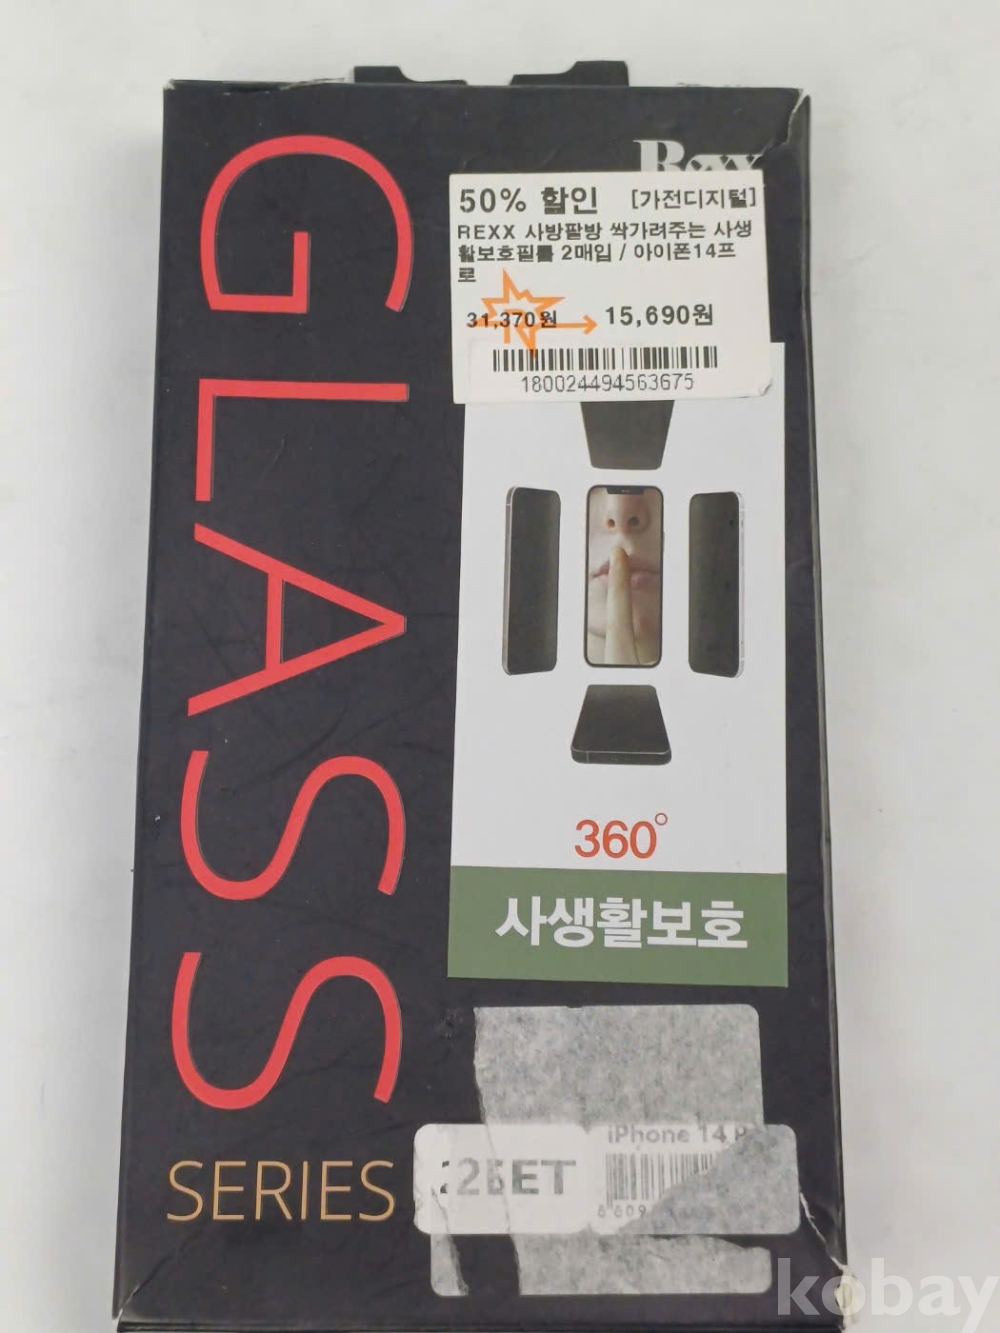 Rexx
50% 할인 [가전디지털]
REXX 사방팔방 싹가려주는 사생
활보호필름 2매입 / 아이폰14프
로
31,370원 15,690원
180024494563675
GLASS
360°
사생활보호
iPhone 14 P
SERIES
kobay